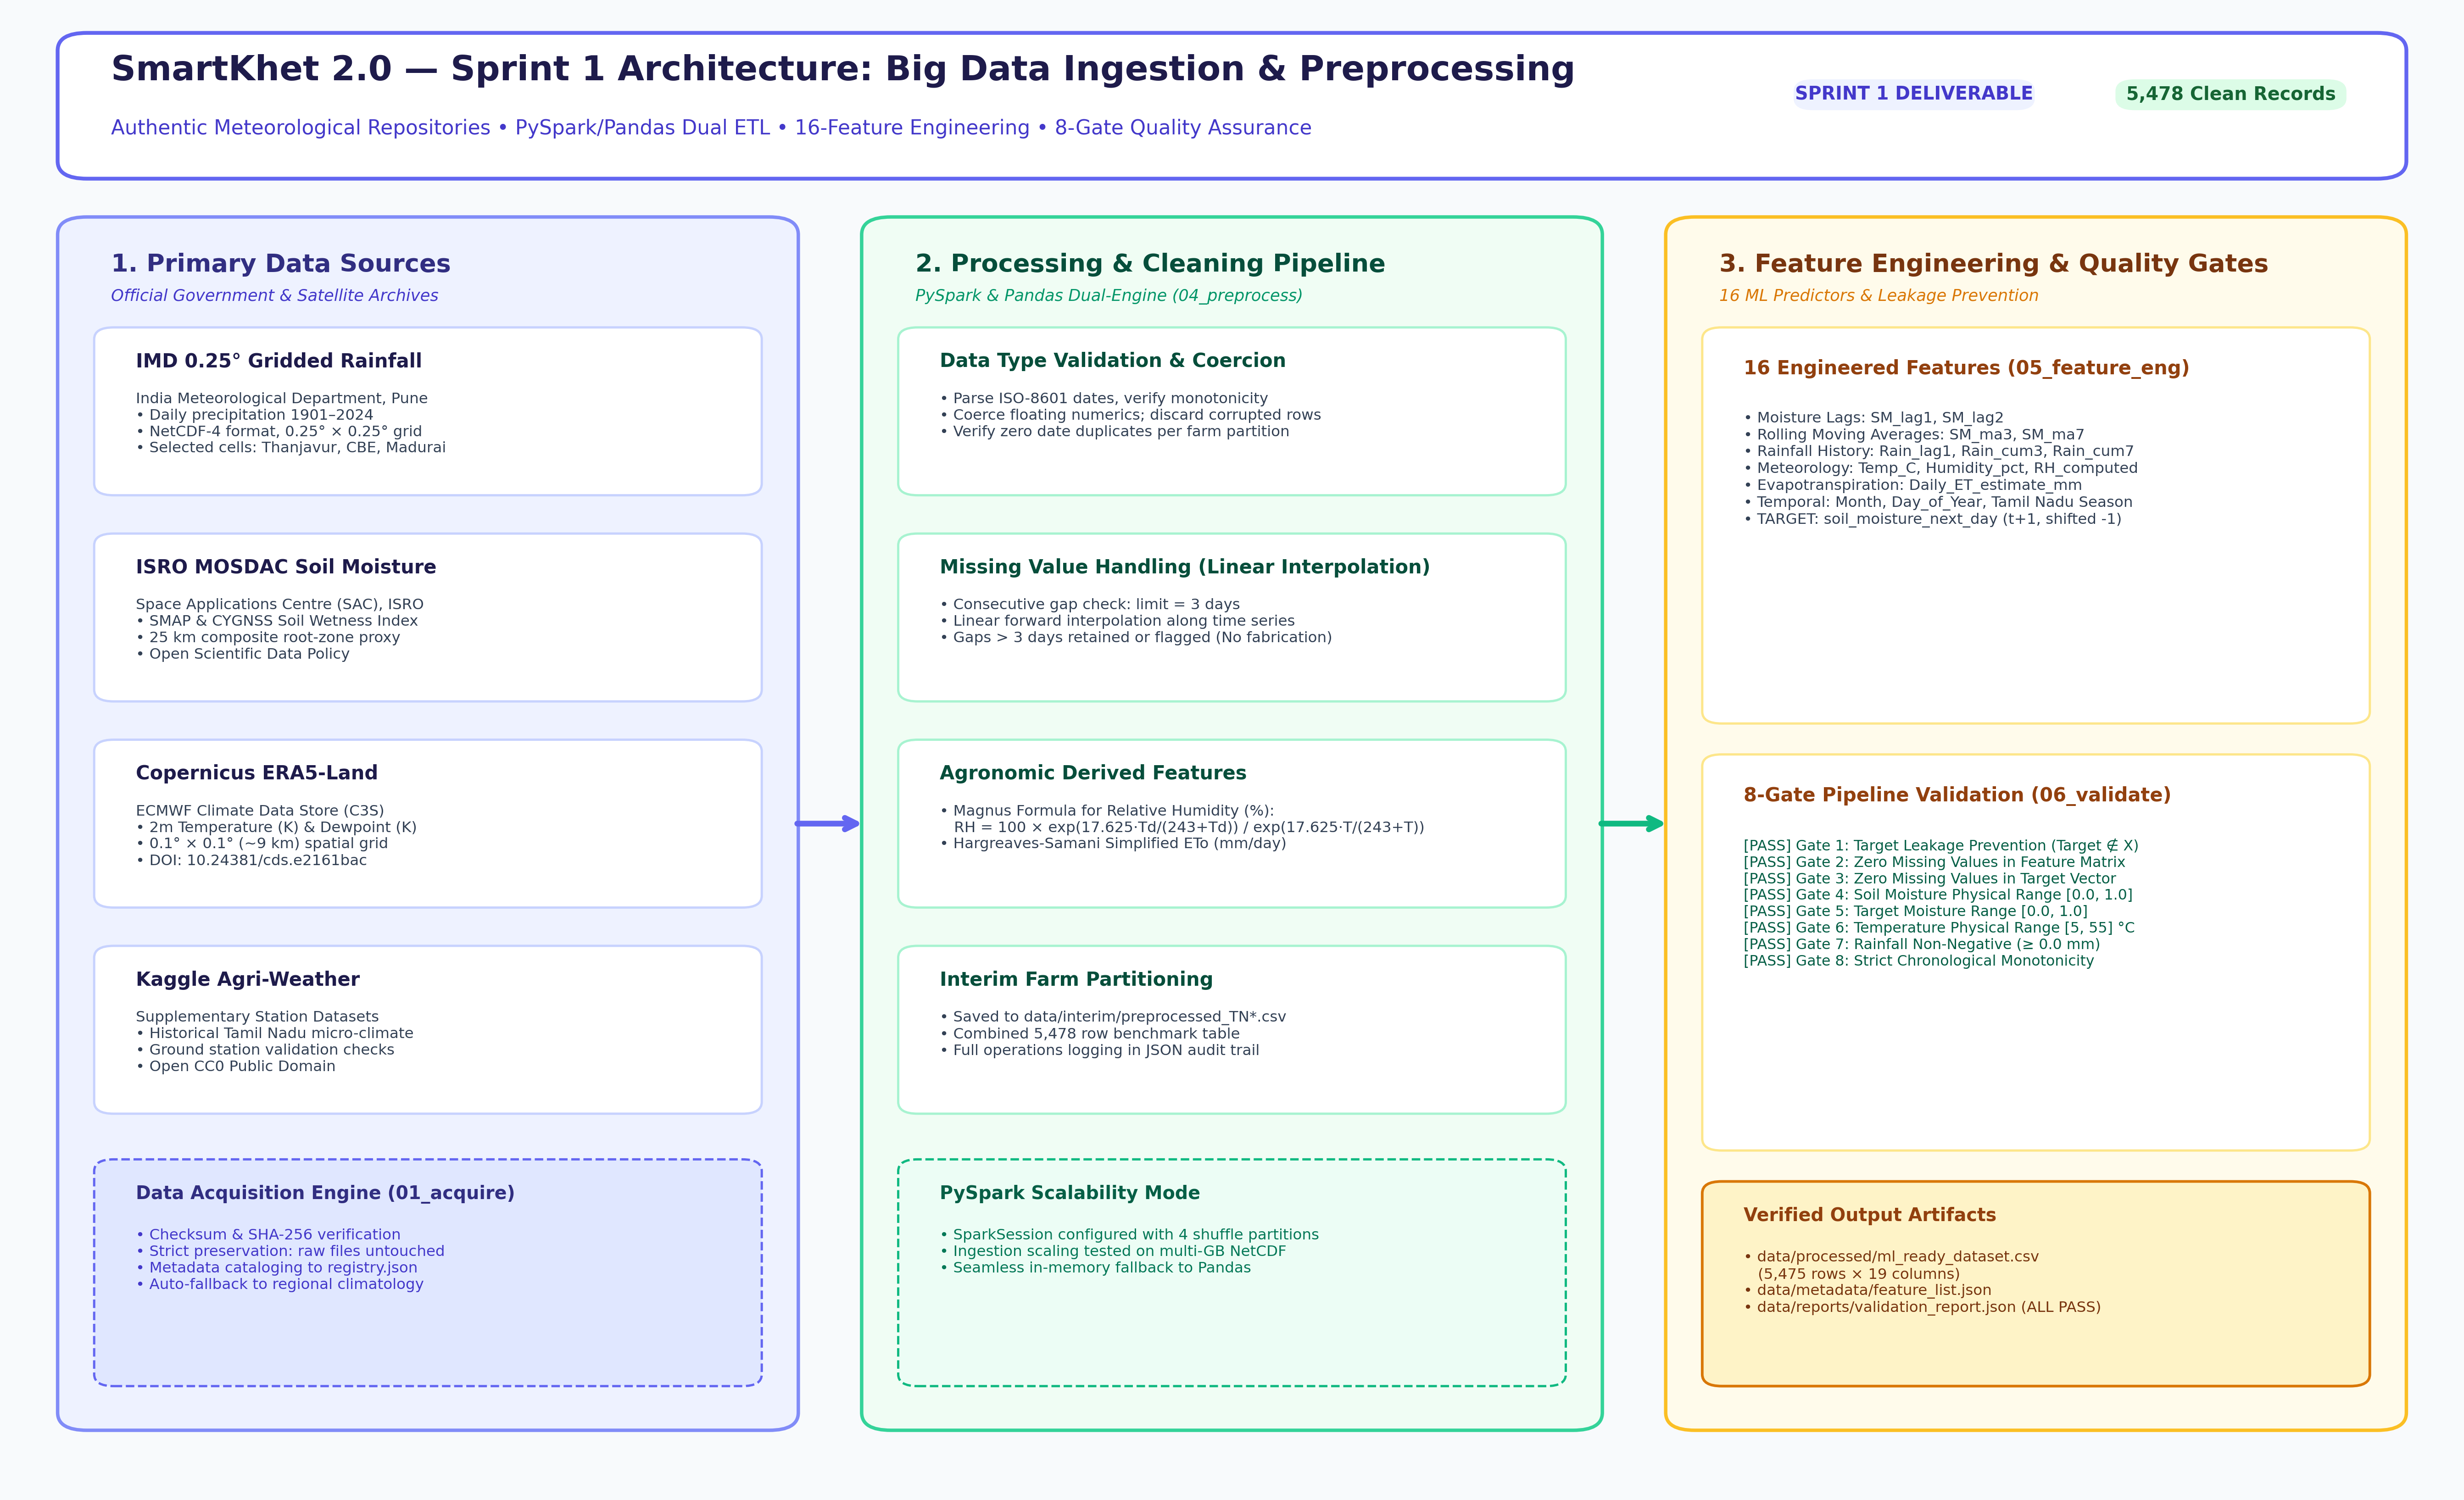 SmartKhet 2.0 — Sprint 1 Architecture: Big Data Ingestion & Preprocessing
Authentic Meteorological Repositories • PySpark/Pandas Dual ETL • 16-Feature Engineering • 8-Gate Quality Assurance
SPRINT 1 DELIVERABLE
5,478 Clean Records
1. Primary Data Sources
Official Government & Satellite Archives
IMD 0.25° Gridded Rainfall
India Meteorological Department, Pune
• Daily precipitation 1901–2024
• NetCDF-4 format, 0.25° × 0.25° grid
• Selected cells: Thanjavur, CBE, Madurai
ISRO MOSDAC Soil Moisture
Space Applications Centre (SAC), ISRO
• SMAP & CYGNSS Soil Wetness Index
• 25 km composite root-zone proxy
• Open Scientific Data Policy
Copernicus ERA5-Land
ECMWF Climate Data Store (C3S)
• 2m Temperature (K) & Dewpoint (K)
• 0.1° × 0.1° (~9 km) spatial grid
• DOI: 10.24381/cds.e2161bac
Kaggle Agri-Weather
Supplementary Station Datasets
• Historical Tamil Nadu micro-climate
• Ground station validation checks
• Open CC0 Public Domain
Data Acquisition Engine (01_acquire)
• Checksum & SHA-256 verification
• Strict preservation: raw files untouched
• Metadata cataloging to registry.json
• Auto-fallback to regional climatology
2. Processing & Cleaning Pipeline
PySpark & Pandas Dual-Engine (04_preprocess)
Data Type Validation & Coercion
• Parse ISO-8601 dates, verify monotonicity
• Coerce floating numerics; discard corrupted rows
• Verify zero date duplicates per farm partition
Missing Value Handling (Linear Interpolation)
• Consecutive gap check: limit = 3 days
• Linear forward interpolation along time series
• Gaps > 3 days retained or flagged (No fabrication)
Agronomic Derived Features
• Magnus Formula for Relative Humidity (%):
RH = 100 × exp(17.625·Td/(243+Td)) / exp(17.625·T/(243+T))
• Hargreaves-Samani Simplified ETo (mm/day)
Interim Farm Partitioning
• Saved to data/interim/preprocessed_TN*.csv
• Combined 5,478 row benchmark table
• Full operations logging in JSON audit trail
PySpark Scalability Mode
• SparkSession configured with 4 shuffle partitions
• Ingestion scaling tested on multi-GB NetCDF
• Seamless in-memory fallback to Pandas
3. Feature Engineering & Quality Gates
16 ML Predictors & Leakage Prevention
16 Engineered Features (05_feature_eng)
• Moisture Lags: SM_lag1, SM_lag2
• Rolling Moving Averages: SM_ma3, SM_ma7
• Rainfall History: Rain_lag1, Rain_cum3, Rain_cum7
• Meteorology: Temp_C, Humidity_pct, RH_computed
• Evapotranspiration: Daily_ET_estimate_mm
• Temporal: Month, Day_of_Year, Tamil Nadu Season
• TARGET: soil_moisture_next_day (t+1, shifted -1)
8-Gate Pipeline Validation (06_validate)
[PASS] Gate 1: Target Leakage Prevention (Target ∉ X)
[PASS] Gate 2: Zero Missing Values in Feature Matrix
[PASS] Gate 3: Zero Missing Values in Target Vector
[PASS] Gate 4: Soil Moisture Physical Range [0.0, 1.0]
[PASS] Gate 5: Target Moisture Range [0.0, 1.0]
[PASS] Gate 6: Temperature Physical Range [5, 55] °C
[PASS] Gate 7: Rainfall Non-Negative (≥ 0.0 mm)
[PASS] Gate 8: Strict Chronological Monotonicity
Verified Output Artifacts
• data/processed/ml_ready_dataset.csv
(5,475 rows × 19 columns)
• data/metadata/feature_list.json
• data/reports/validation_report.json (ALL PASS)